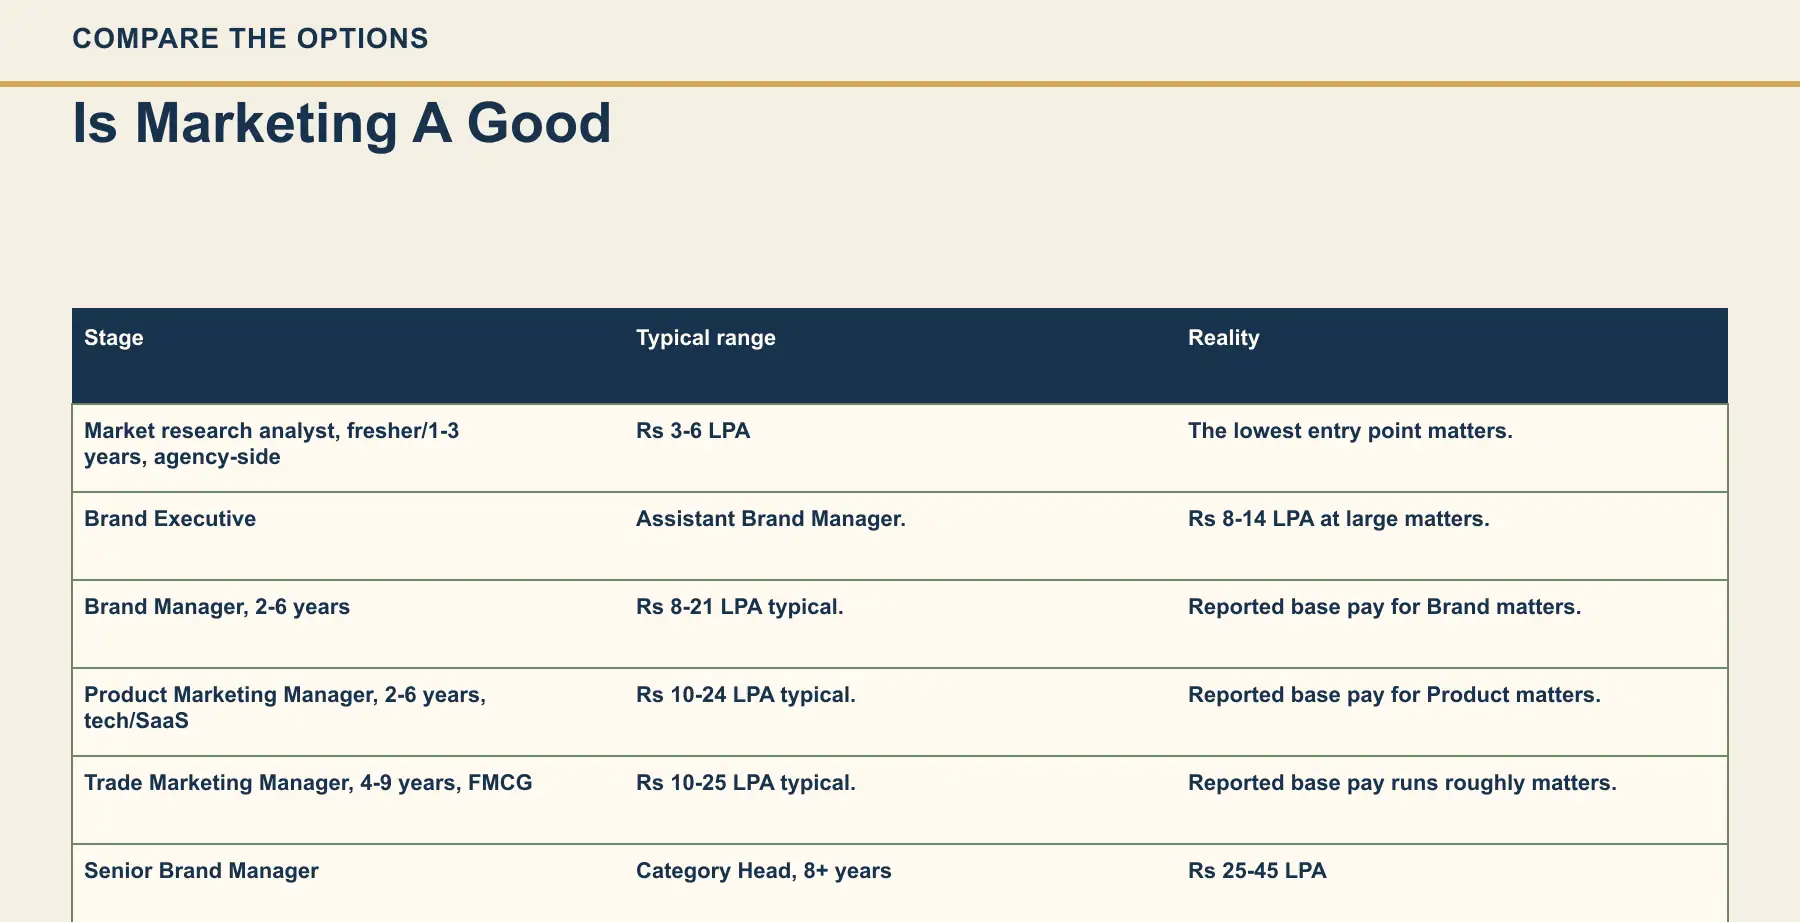 COMPARE THE OPTIONS
Is Marketing A Good
Stage Typical range Reality
Market research analyst, fresher/1-3 Rs 3-6 LPA The lowest entry point matters.
years, agency-side
Brand Executive Assistant Brand Manager. Rs 8-14 LPA at large matters.
Brand Manager, 2-6 years Rs 8-21 LPA typical. Reported base pay for Brand matters.
Product Marketing Manager, 2-6 years, Rs 10-24 LPA typical. Reported base pay for Product matters.
tech/SaaS
Trade Marketing Manager, 4-9 years, FMCG Rs 10-25 LPA typical. Reported base pay runs roughly matters.
Senior Brand Manager Category Head, 8+ years Rs 25-45 LPA